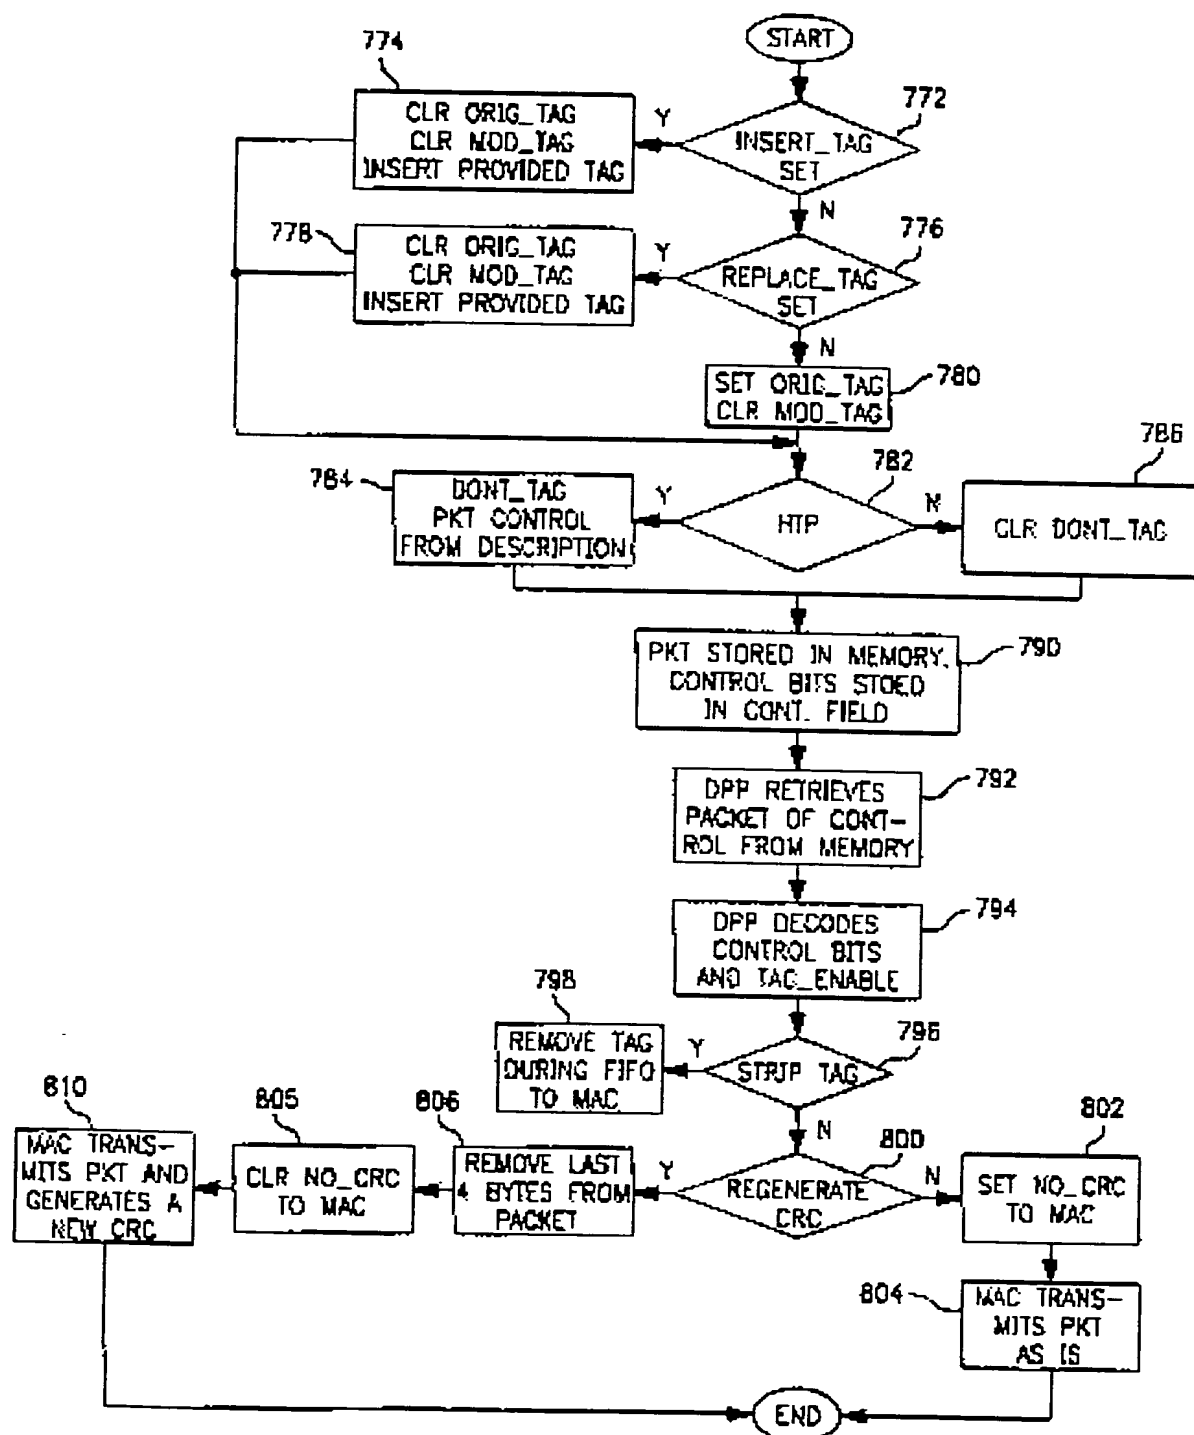 START
774
772
CLR ORIG_TAG
CLR MOD_TAG
INSERT PROVIDED TAG
Y
INSERT_TAG
SET
N
778
776
CLR ORIG_TAG
CLR MOD_TAG
INSERT PROVIDED TAG
Y
REPLACE_TAG
SET
N
SET ORIG_TAG
CLR MOD_TAG
780
786
784
782
DONT_TAG
PKT CONTROL
FROM DESCRIPTION
Y
HTP
N
CLR DONT_TAG
PKT STORED IN MEMORY.
CONTROL BITS STOED
IN CONT. FIELD
790
DPP RETRIEVES
PACKET OF CONT-
ROL FROM MEMORY
792
DPP DECODES
CONTROL BITS
AND TAG_ENABLE
794
798
796
REMOVE TAG
DURING FIFO
TO MAC
Y
STRIP TAG
N
810
805
806
800
802
MAC TRANS-
MITS PKT AND
GENERATES A
NEW CRC
CLR NO_CRC
TO MAC
REMOVE LAST
4 BYTES FROM
PACKET
Y
REGENERATE
CRC
N
SET NO_CRC
TO MAC
804
MAC TRANS-
MITS PKT
AS IS
END